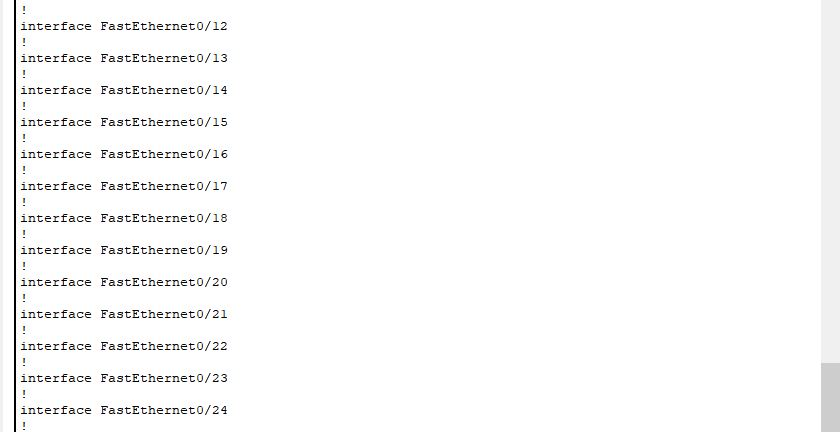 !
interface FastEthernet0/12
!
interface FastEthernet0/13
!
interface FastEthernet0/14
!
interface FastEthernet0/15
!
interface FastEthernet0/16
!
interface FastEthernet0/17
!
interface FastEthernet0/18
!
interface FastEthernet0/19
!
interface FastEthernet0/20
!
interface FastEthernet0/21
!
interface FastEthernet0/22
!
interface FastEthernet0/23
!
interface FastEthernet0/24
!